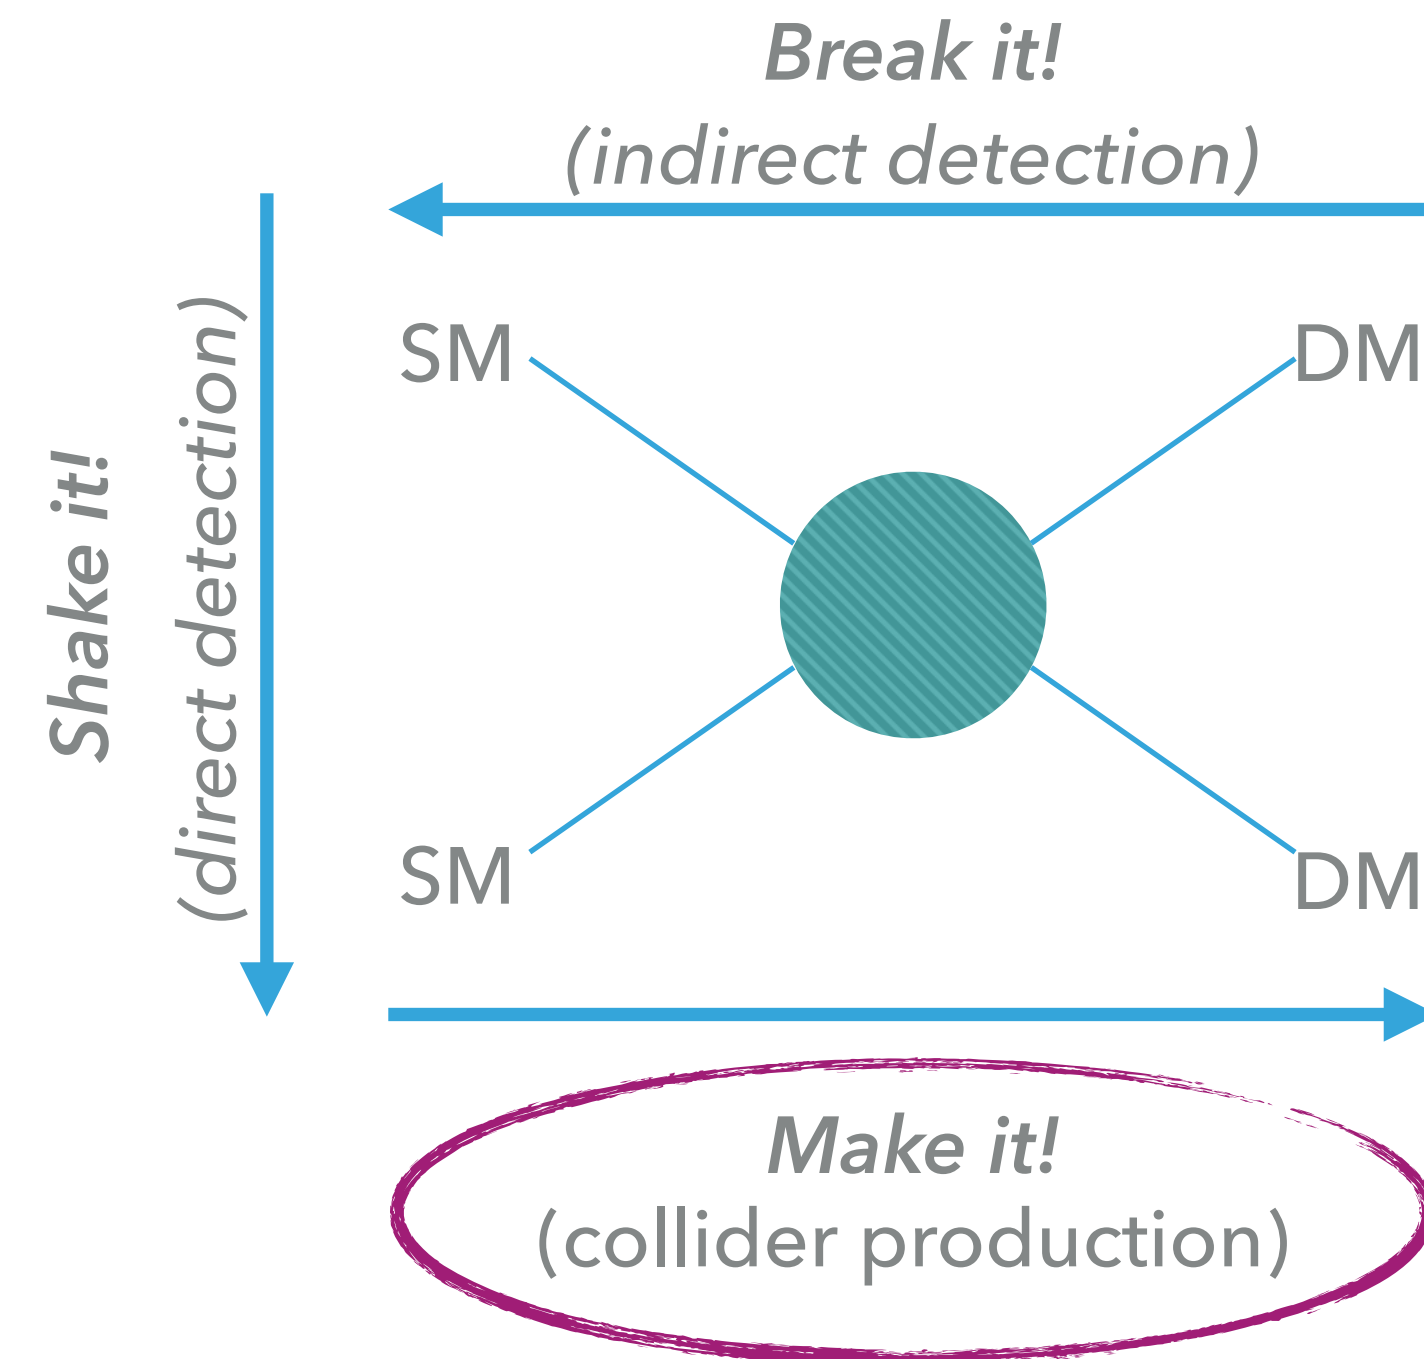 Break it!
(indirect detection)
Shake it!
(direct detection)
SM
DM
SM
DM
Make it!
(collider production)